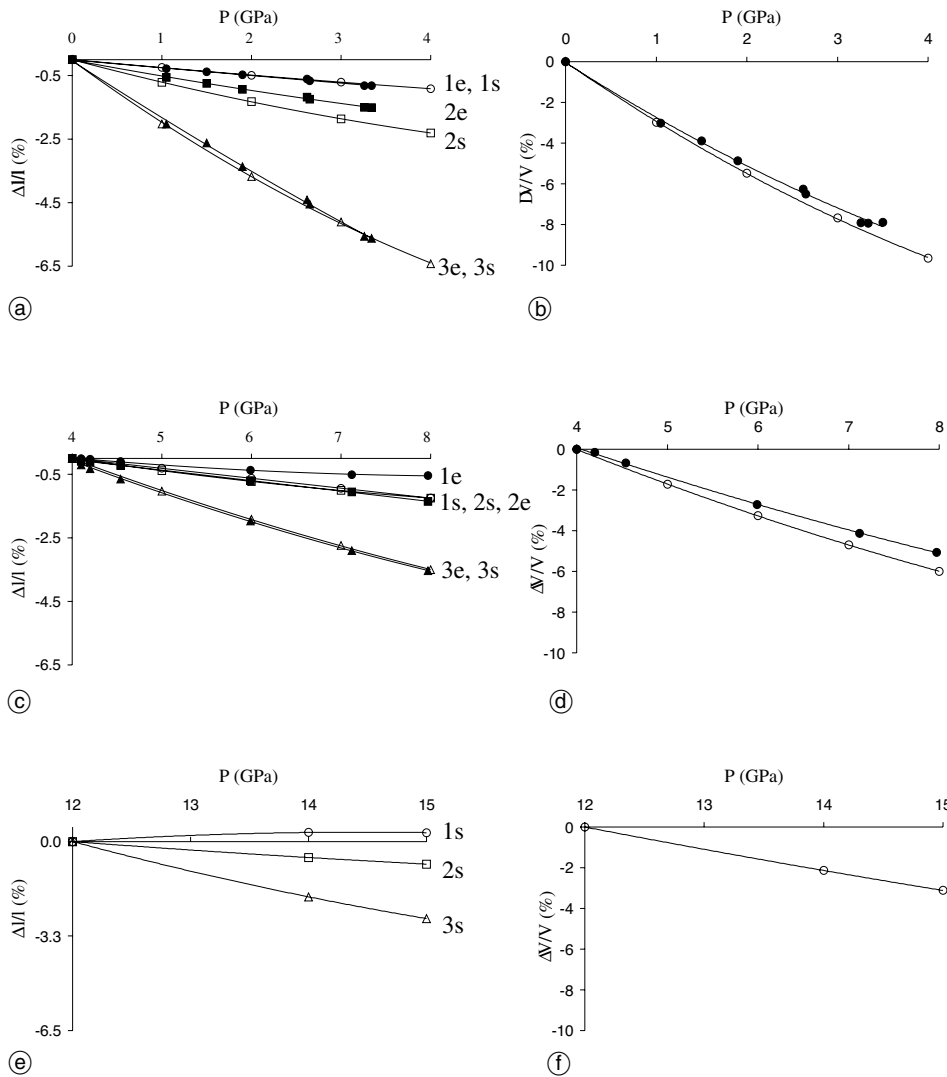 P (GPa) P (GPa)
0 1 2 3 4 0 1 2 3 4
-0.5 0
1e, 1s -2
2e
-2.5 2s -4
Δl/l (%) DV/V (%)
-4.5 -6
-8
-6.5 3e, 3s -10
a b
P (GPa) P (GPa)
4 5 6 7 8 4 5 6 7 8
-0.5 0
1e
1s, 2s, 2e -2
-2.5 3e, 3s -4
Δl/l (%) ΔV/V (%)
-4.5 -6
-8
-6.5 -10
c d
P (GPa) P (GPa)
12 13 14 15 12 13 14 15
0.0 1s 0
2s -2
3s
Δl/l (%) ΔV/V (%)
-3.3 -4
-6
-8
-6.5 -10
e f